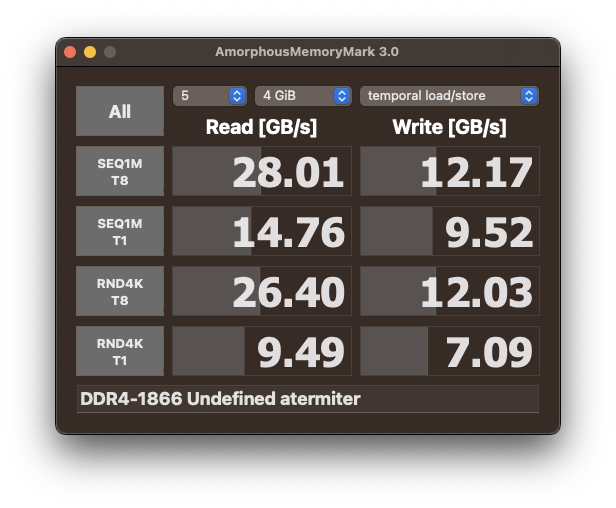 AmorphousMemoryMark 3.0
All
5
4 GiB
temporal load/store
Read [GB/s]
Write [GB/s]
SEQ1M
T8
28.01
12.17
SEQ1M
T1
14.76
9.52
RND4K
T8
26.40
12.03
RND4K
T1
9.49
7.09
DDR4-1866 Undefined atermiter